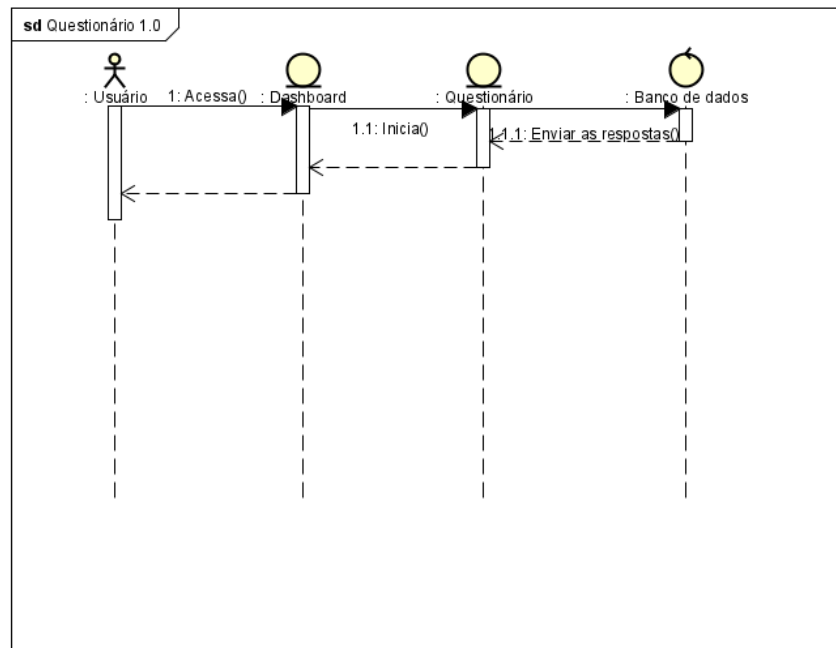 sd Questionário 1.0
: Usuário
1: Acessa()
: Dashboard
: Questionário
: Banco de dados
1.1: Inicia()
1.1.1: Enviar as respostas()